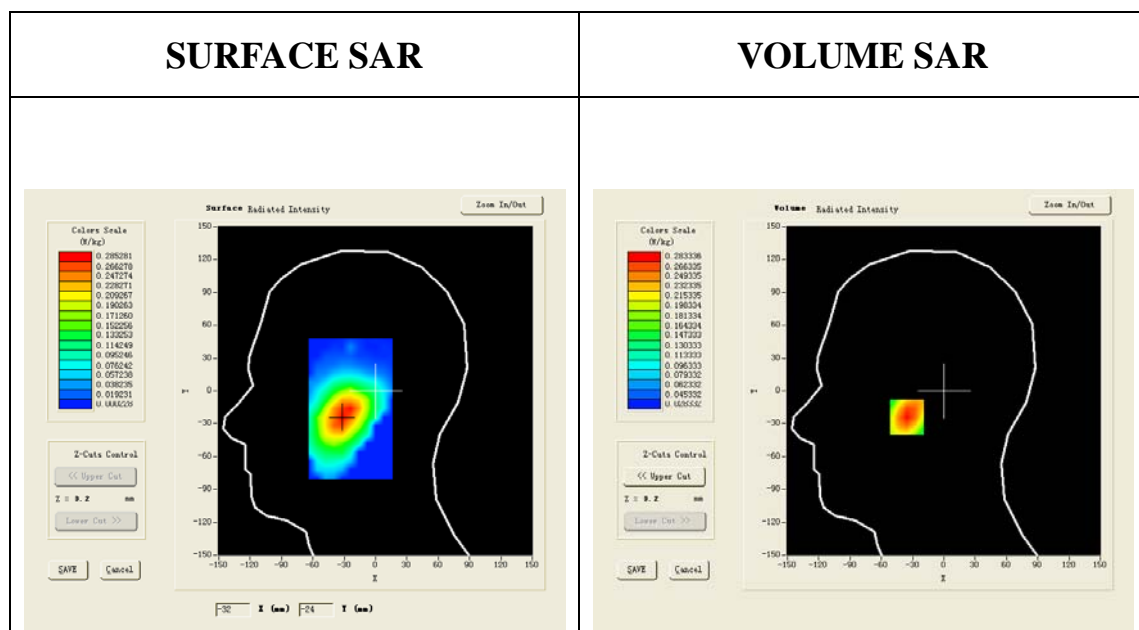 SURFACE SAR
VOLUME SAR
Surface Radiated Intensity
Zoom In/Out
Colors Scale
(W/kg)
0.285281
0.266278
0.247274
0.228271
0.209267
0.190263
0.171260
0.152256
0.133253
0.114249
0.095246
0.076242
0.057238
0.038235
0.019231
0.000228
Z-Cuts Control
<< Upper Cut
Lower Cut >>
SAVE
Cancel
150
120
90
60
30
0
-30
-60
-90
-120
-150
Y
-150 -120 -90 -60 -30 0 30 60 90 120 150
X
-32 X (mm) -24 Y (mm)
Volume Radiated Intensity
Zoom In/Out
Colors Scale
(W/kg)
0.283336
0.266335
0.249335
0.232335
0.215335
0.198334
0.181334
0.164334
0.147333
0.130333
0.113333
0.096333
0.079332
0.062332
0.045332
0.028332
Z-Cuts Control
<< Upper Cut
Lower Cut >>
SAVE
Cancel
150
120
90
60
30
0
-30
-60
-90
-120
-150
Y
-150 -120 -90 -60 -30 0 30 60 90 120 150
X